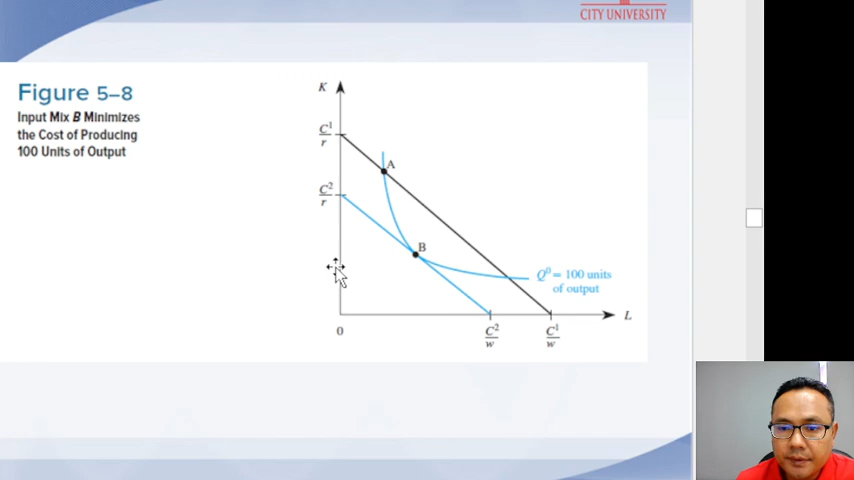 CITY UNIVERSITY
Figure 5–8
Input Mix B Minimizes
the Cost of Producing
100 Units of Output
K
C¹
r
A
C²
r
B
Q⁰ = 100 units
of output
L
0
C²
w
C¹
w